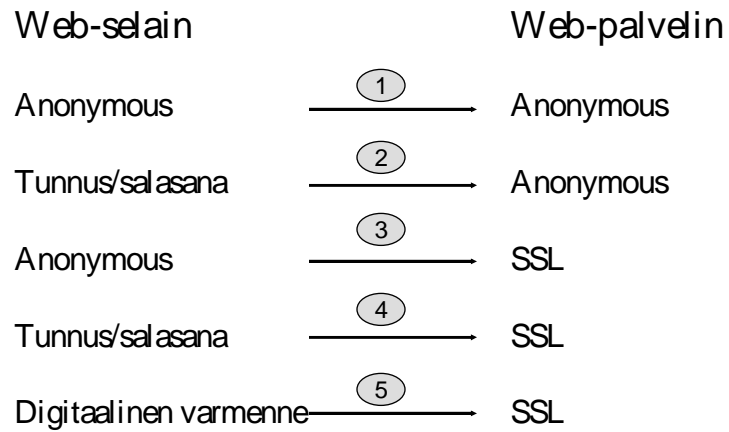 Web-selain Web-palvelin
1
Anonymous Anonymous
2
Tunnus/salasana Anonymous
3
Anonymous SSL
4
Tunnus/salasana SSL
5
Digitaalinen varmenne SSL